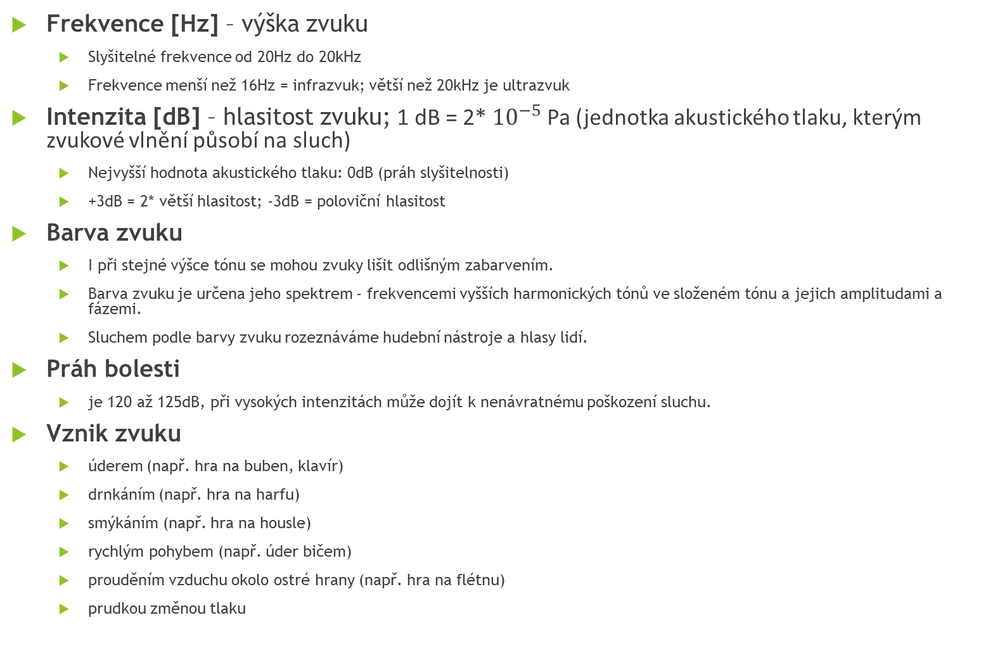 Frekvence [Hz] - výška zvuku
Slyšitelné frekvence od 20Hz do 20kHz
Frekvence menší než 16Hz = infrazvuk; větší než 20kHz je ultrazvuk
Intenzita [dB] - hlasitost zvuku; 1 dB = 2* 10⁻⁵ Pa (jednotka akustického tlaku, kterým
zvukové vlnění působí na sluch)
Nejvyšší hodnota akustického tlaku: 0dB (práh slyšitelnosti)
+3dB = 2* větší hlasitost; -3dB = poloviční hlasitost
Barva zvuku
I při stejné výšce tónu se mohou zvuky lišit odlišným zabarvením.
Barva zvuku je určena jeho spektrem - frekvencemi vyšších harmonických tónů ve složeném tónu a jejich amplitudami a
fázemi.
Sluchem podle barvy zvuku rozeznáváme hudební nástroje a hlasy lidí.
Práh bolesti
je 120 až 125dB, při vysokých intenzitách může dojít k nenávratnému poškození sluchu.
Vznik zvuku
úderem (např. hra na buben, klavír)
drnkáním (např. hra na harfu)
smýkáním (např. hra na housle)
rychlým pohybem (např. úder bičem)
prouděním vzduchu okolo ostré hrany (např. hra na flétnu)
prudkou změnou tlaku